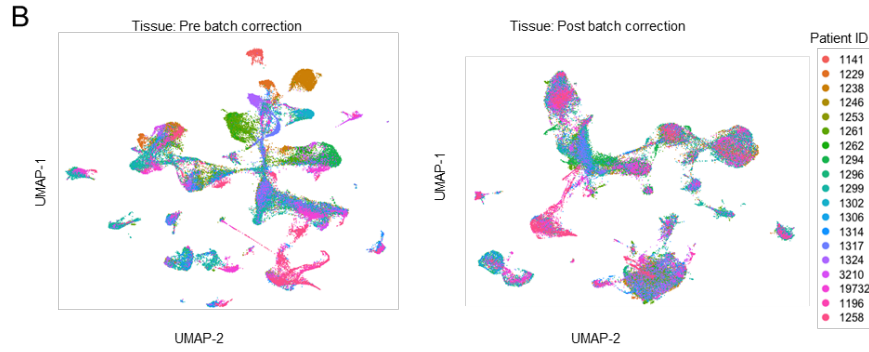 B
Tissue: Pre batch correction
Tissue: Post batch correction
Patient ID
1141
1229
1238
1246
1253
1261
1262
1294
1296
1299
1302
1306
1314
1317
1324
3210
19732
1196
1258
UMAP-1
UMAP-1
UMAP-2
UMAP-2